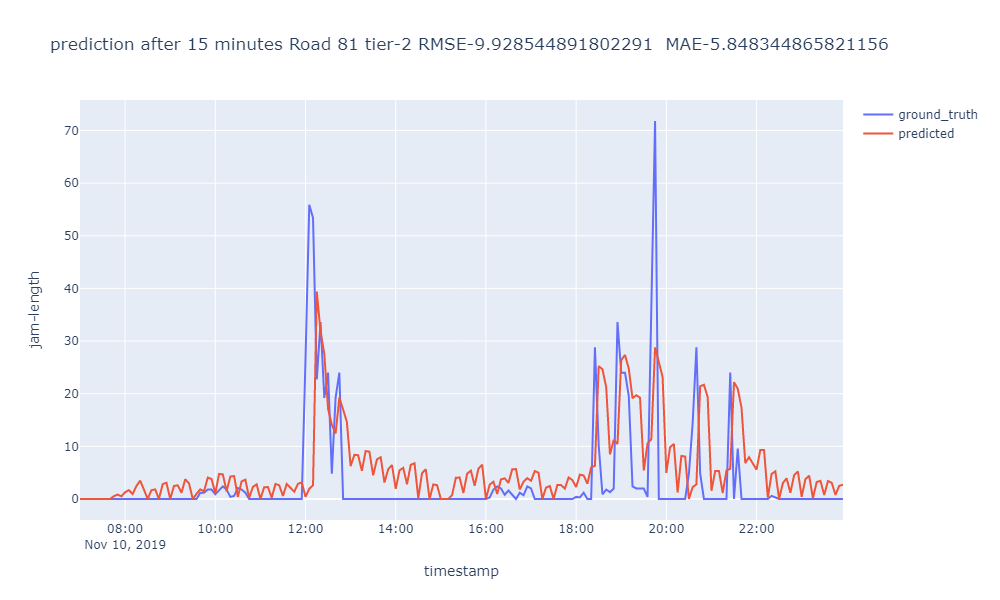 prediction after 15 minutes Road 81 tier-2 RMSE-9.928544891802291  MAE-5.848344865821156
ground_truth
predicted
70
60
50
40
30
20
10
0
jam-length
08:00 10:00 12:00 14:00 16:00 18:00 20:00 22:00
Nov 10, 2019
timestamp